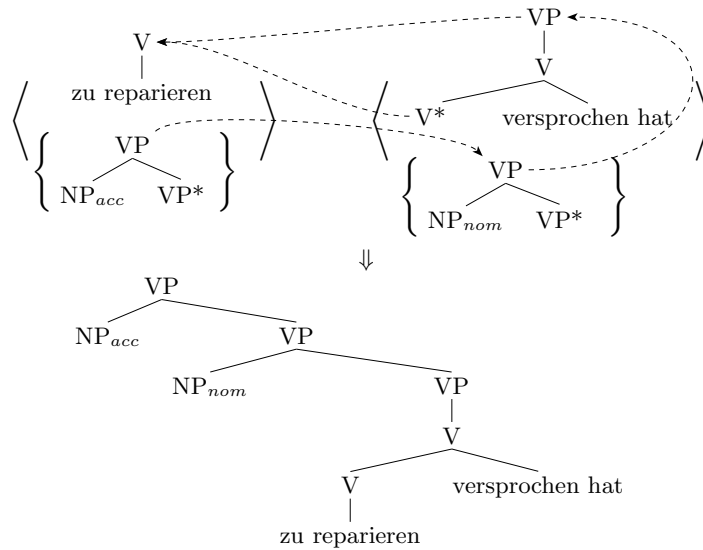 VP
V
V
zu reparieren
V*
versprochen hat
VP
VP
NP_acc
VP*
NP_nom
VP*
⇓
VP
NP_acc
VP
NP_nom
VP
V
V
versprochen hat
zu reparieren